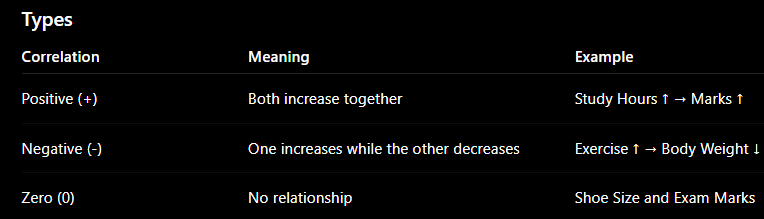 Types
Correlation Meaning Example
Positive (+) Both increase together Study Hours ↑ → Marks ↑
Negative (-) One increases while the other decreases Exercise ↑ → Body Weight ↓
Zero (0) No relationship Shoe Size and Exam Marks